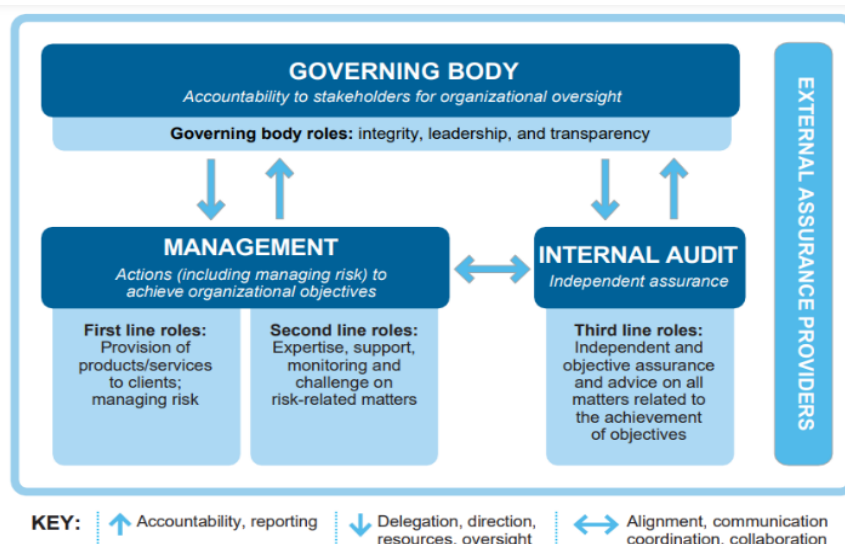 GOVERNING BODY
Accountability to stakeholders for organizational oversight
Governing body roles: integrity, leadership, and transparency
MANAGEMENT
Actions (including managing risk) to
achieve organizational objectives
First line roles:
Provision of
products/services
to clients;
managing risk
Second line roles:
Expertise, support,
monitoring and
challenge on
risk-related matters
INTERNAL AUDIT
Independent assurance
Third line roles:
Independent and
objective assurance
and advice on all
matters related to
the achievement
of objectives
EXTERNAL ASSURANCE PROVIDERS
KEY:
Accountability, reporting
Delegation, direction,
resources, oversight
Alignment, communication
coordination, collaboration